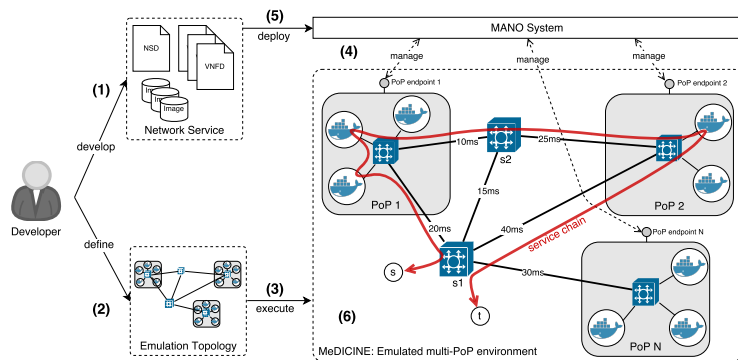 (5)
deploy
MANO System
NSD
VNFD
Image
Network Service
(1)
develop
(4)
manage
manage
manage
PoP endpoint 1
PoP endpoint 2
10ms
s2
25ms
PoP 1
15ms
PoP 2
Developer
define
20ms
40ms
service chain
PoP endpoint N
s1
s
30ms
t
(2)
(3)
execute
Emulation Topology
(6)
PoP N
MeDICINE: Emulated multi-PoP environment